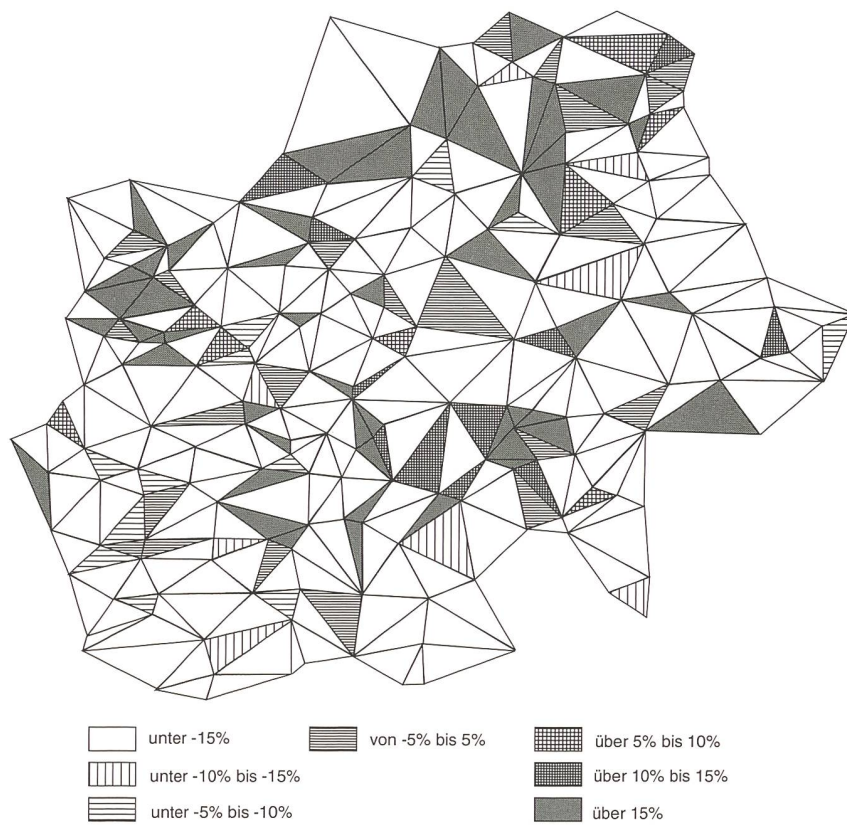 unter -15%
unter -10% bis -15%
unter -5% bis -10%
von -5% bis 5%
über 5% bis 10%
über 10% bis 15%
über 15%